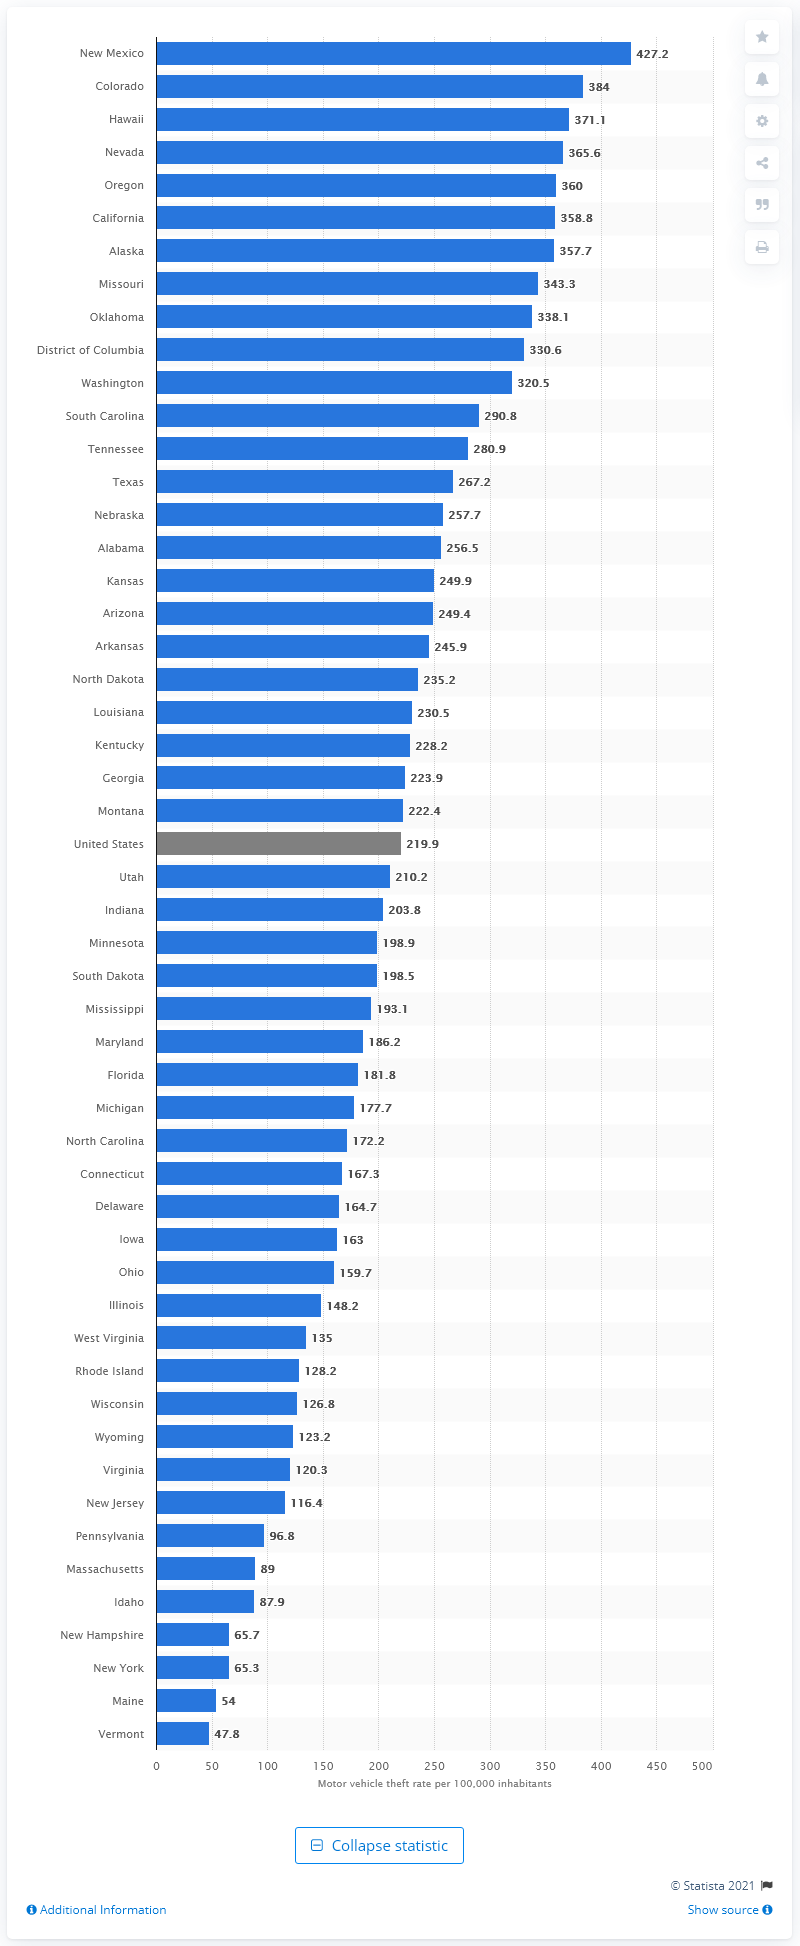 New Mexico 427.2
Colorado 384
Hawaii 371.1
Nevada 365.6
Oregon 360
California 358.8
Alaska 357.7
Missouri 343.3
Oklahoma 338.1
District of Columbia 330.6
Washington 320.5
South Carolina 290.8
Tennessee 280.9
Texas 267.2
Nebraska 257.7
Alabama 256.5
Kansas 249.9
Arizona 249.4
Arkansas 245.9
North Dakota 235.2
Louisiana 230.5
Kentucky 228.2
Georgia 223.9
Montana 222.4
United States 219.9
Utah 210.2
Indiana 203.8
Minnesota 198.9
South Dakota 198.5
Mississippi 193.1
Maryland 186.2
Florida 181.8
Michigan 177.7
North Carolina 172.2
Connecticut 167.3
Delaware 164.7
Iowa 163
Ohio 159.7
Illinois 148.2
West Virginia 135
Rhode Island 128.2
Wisconsin 126.8
Wyoming 123.2
Virginia 120.3
New Jersey 116.4
Pennsylvania 96.8
Massachusetts 89
Idaho 87.9
New Hampshire 65.7
New York 65.3
Maine 54
Vermont 47.8
0 50 100 150 200 250 300 350 400 450 500
Motor vehicle theft rate per 100,000 inhabitants
Collapse statistic
© Statista 2021
Additional Information Show source